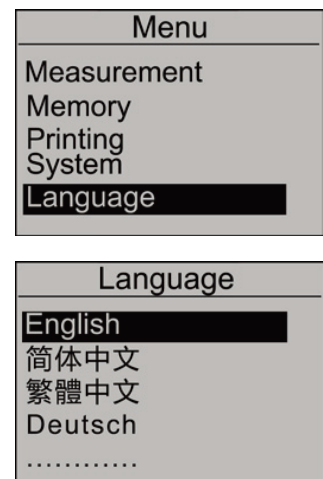 Menu
Measurement
Memory
Printing
System
Language
Language
English
简体中文
繁體中文
Deutsch
............